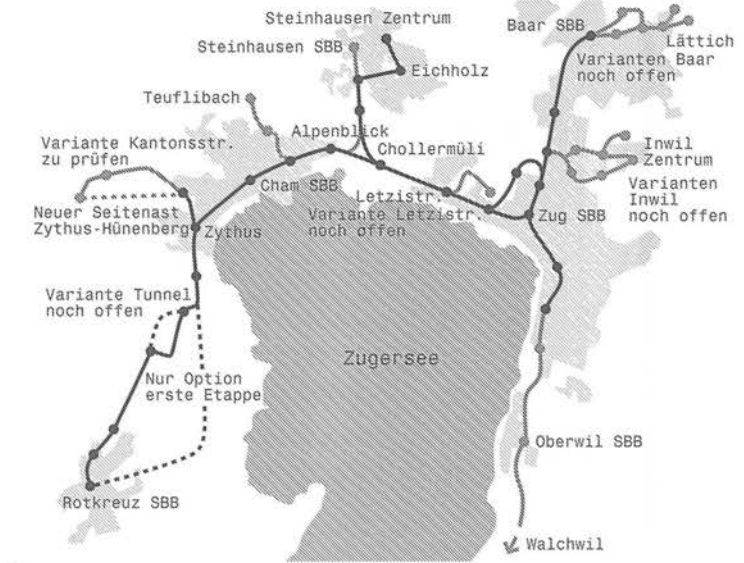 Steinhausen Zentrum
Steinhausen SBB
Eichholz
Baar SBB
Lättich
Varianten Baar
noch offen
Teuflibach
Alpenblick
Chollermüli
Variante Kantonsstr.
zu prüfen
Inwil
Zentrum
Cham SBB
Letzistr.
Variante Letzistr.
noch offen
Varianten
Inwil
noch offen
Neuer Seitenast
Zythus-Hünenberg
Zythus
Zug SBB
Variante Tunnel
noch offen
Zugersee
Nur Option
erste Etappe
Oberwil SBB
Rotkreuz SBB
Walchwil